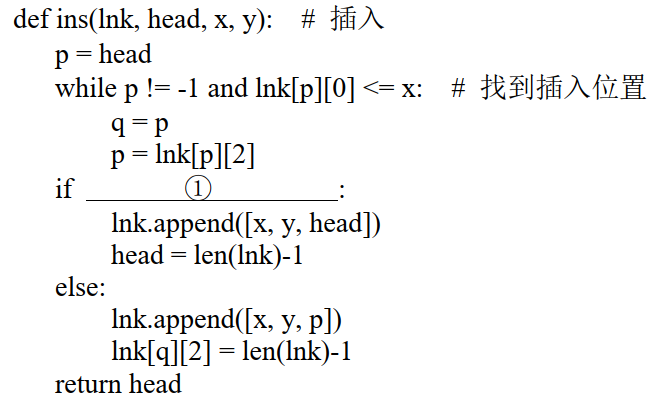 def ins(lnk, head, x, y):    # 插入
    p = head
    while p != -1 and lnk[p][0] <= x:    # 找到插入位置
        q = p
        p = lnk[p][2]
    if ______①______:
        lnk.append([x, y, head])
        head = len(lnk)-1
    else:
        lnk.append([x, y, p])
        lnk[q][2] = len(lnk)-1
    return head